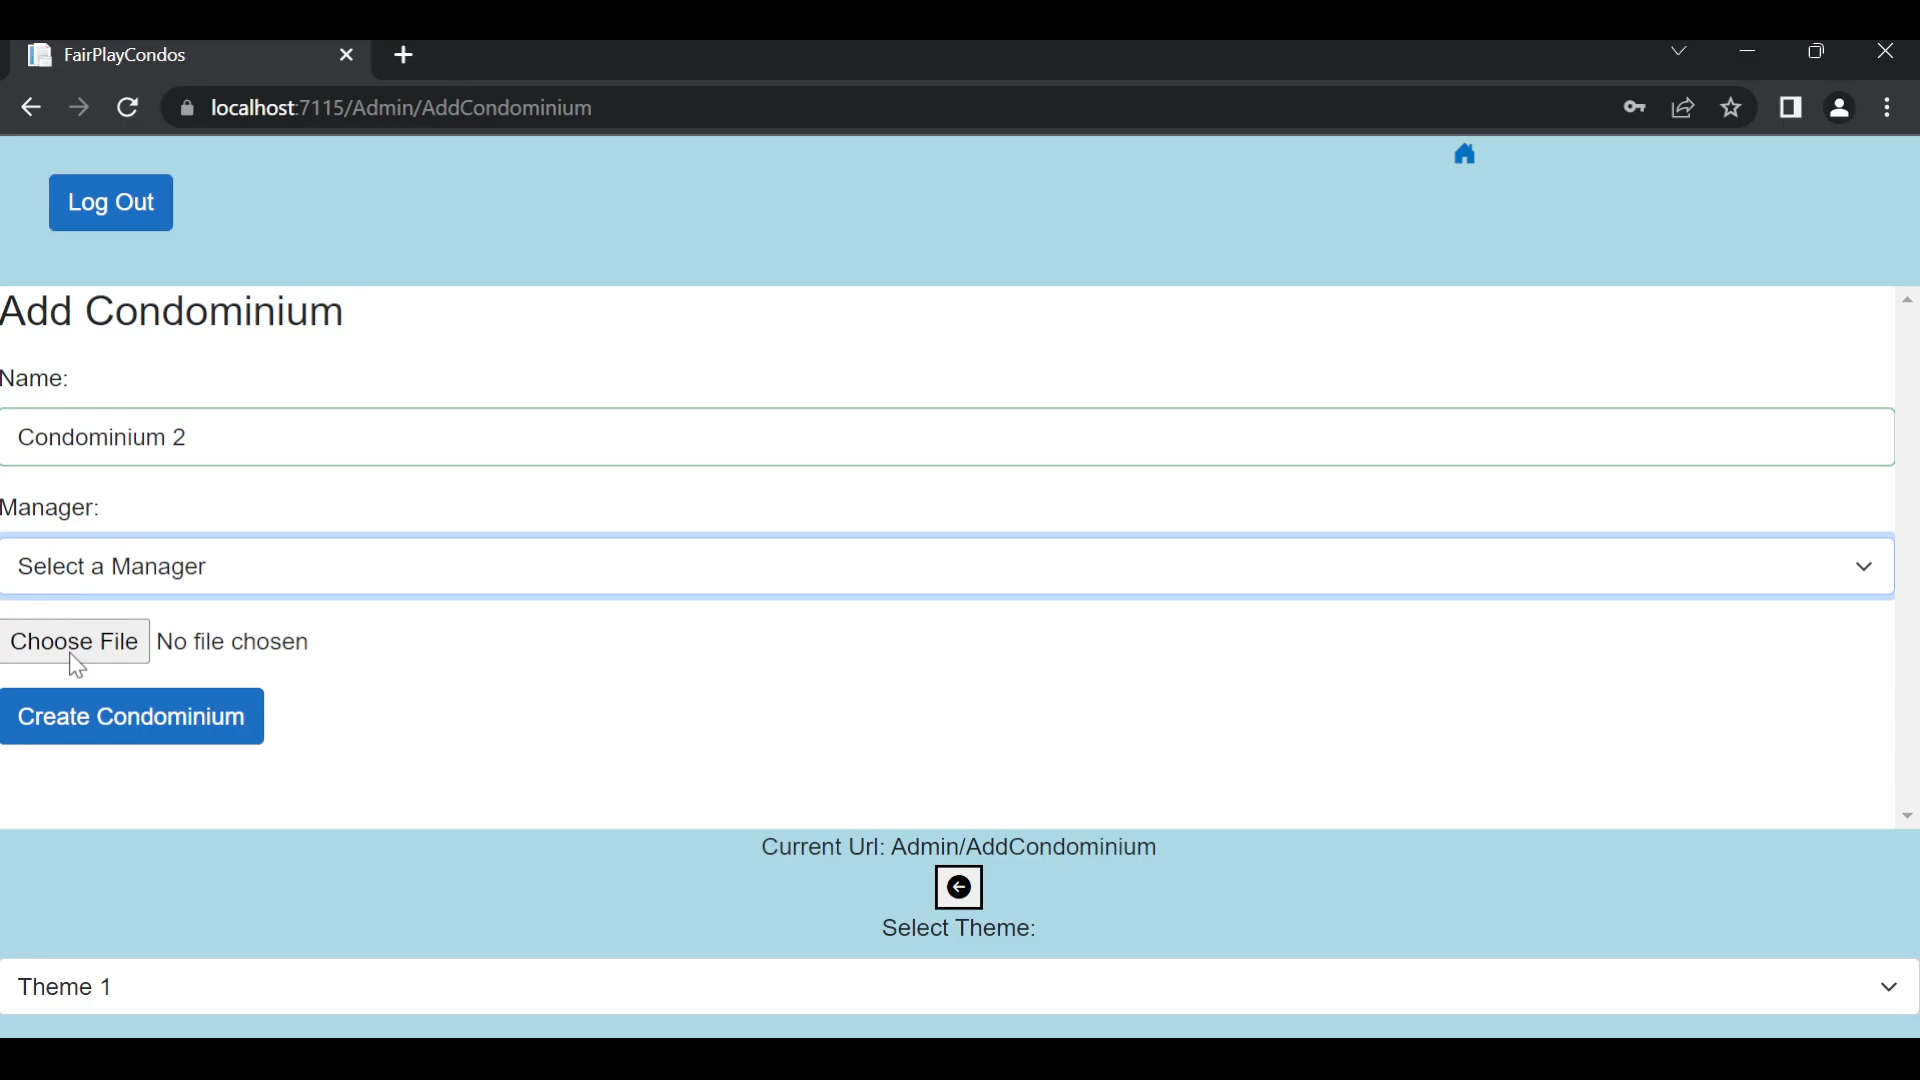 FairPlayCondos
localhost:7115/Admin/AddCondominium
Log Out
Add Condominium
Name:
Condominium 2
Manager:
Select a Manager
Choose File No file chosen
Create Condominium
Current Url: Admin/AddCondominium
Select Theme:
Theme 1